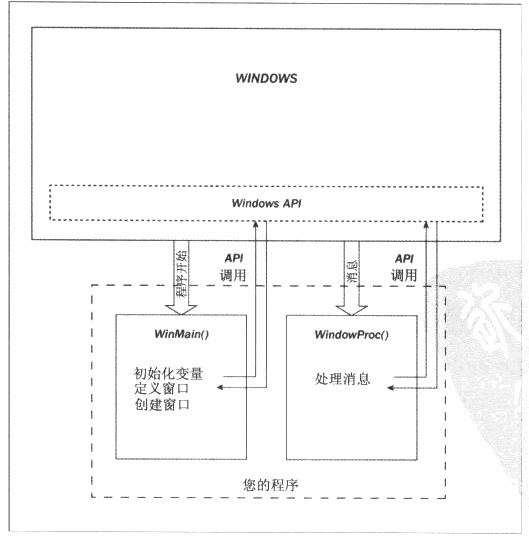 WINDOWS
Windows API
程序开始
API
调用
消息
API
调用
WinMain()
初始化变量
定义窗口
创建窗口
WindowProc()
处理消息
您的程序